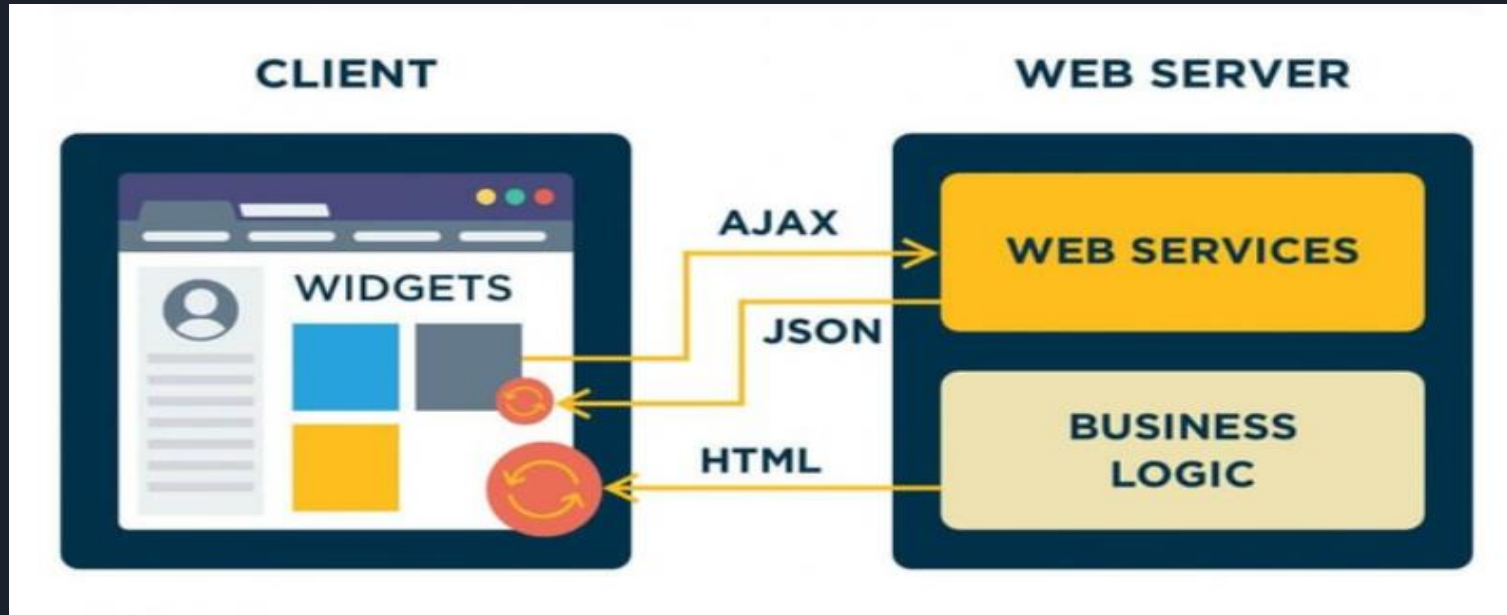 CLIENT
WEB SERVER
WIDGETS
AJAX
JSON
HTML
WEB SERVICES
BUSINESS
LOGIC